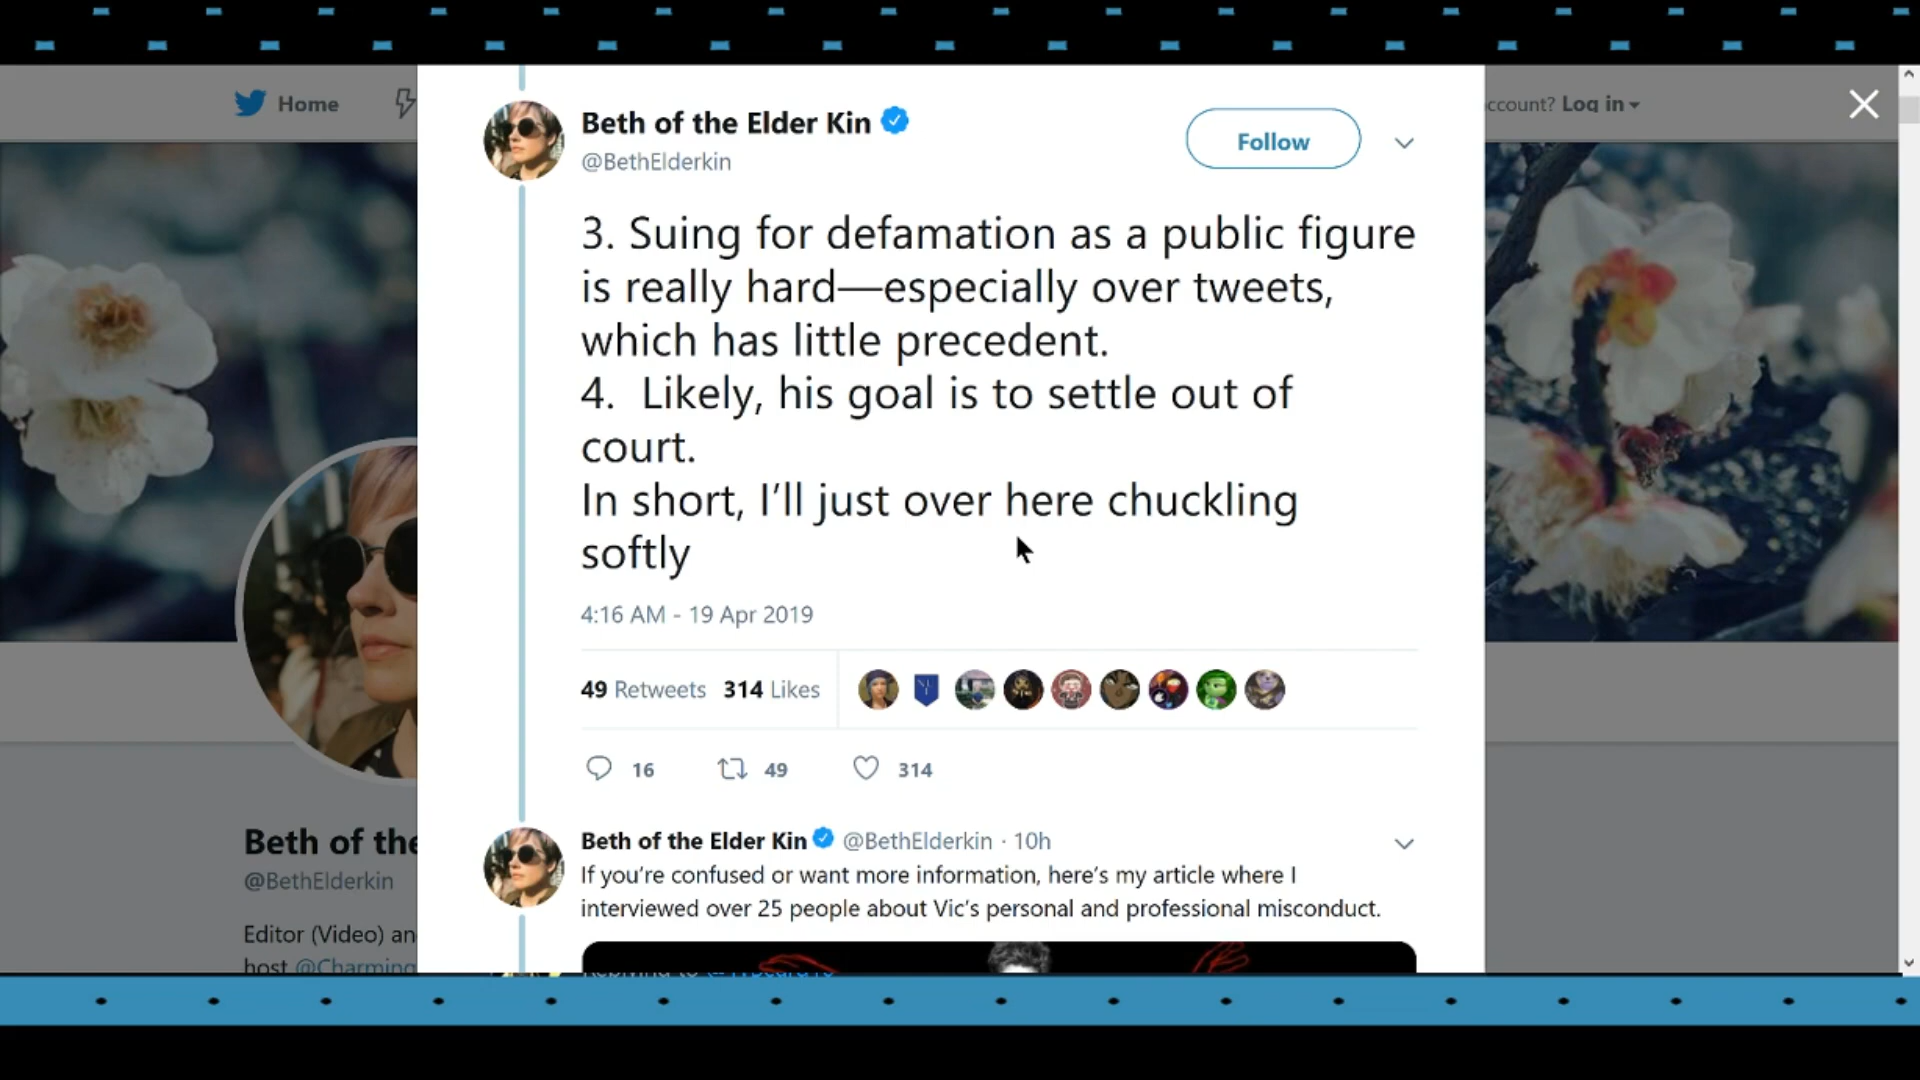 Home
ccount? Log in
Beth of the Elder Kin
@BethElderkin
Follow
3. Suing for defamation as a public figure
is really hard—especially over tweets,
which has little precedent.
4. Likely, his goal is to settle out of
court.
In short, I'll just over here chuckling
softly
4:16 AM - 19 Apr 2019
49 Retweets 314 Likes
16 49 314
Beth of the Elder Kin @BethElderkin · 10h
If you're confused or want more information, here's my article where I
interviewed over 25 people about Vic's personal and professional misconduct.
Beth of the
@BethElderkin
Editor (Video) an
host @Charming